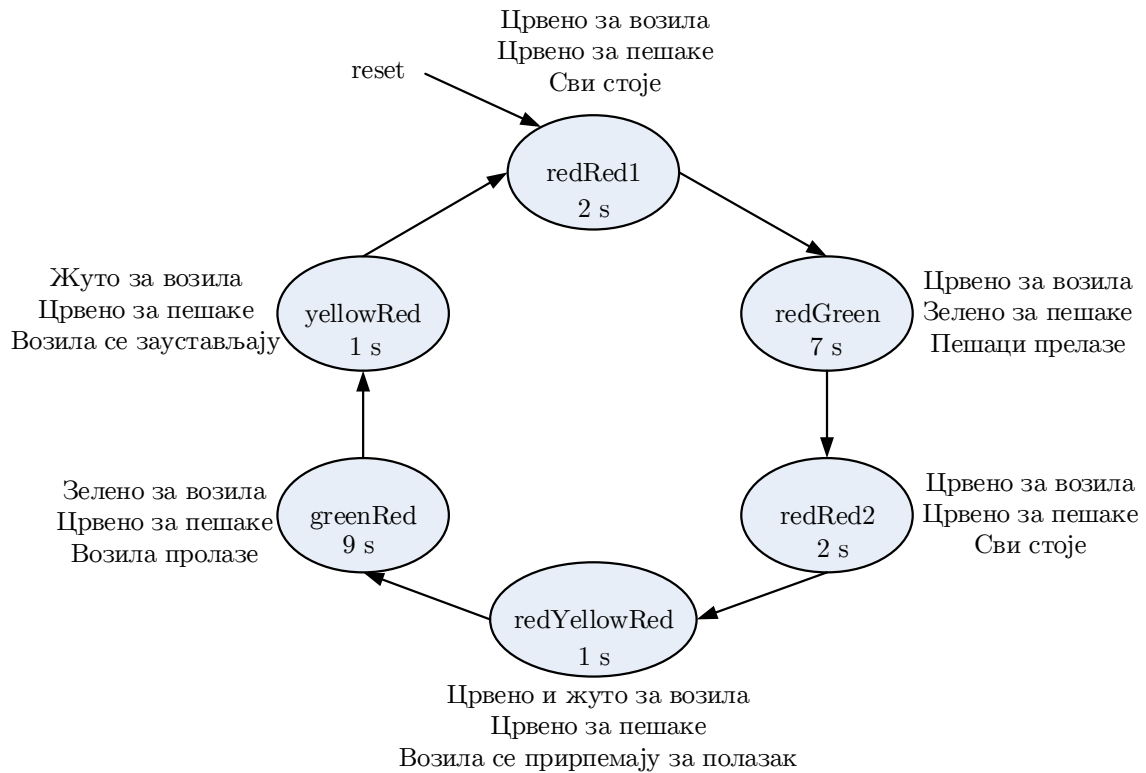 Црвено за возила
Црвено за пешаке
Сви стоје
reset
redRed1
2 s
Жуто за возила
Црвено за пешаке
Возила се заустављају
yellowRed
1 s
redGreen
7 s
Црвено за возила
Зелено за пешаке
Пешаци прелазе
Зелено за возила
Црвено за пешаке
Возила пролазе
greenRed
9 s
redRed2
2 s
Црвено за возила
Црвено за пешаке
Сви стоје
redYellowRed
1 s
Црвено и жуто за возила
Црвено за пешаке
Возила се прирпемају за полазак